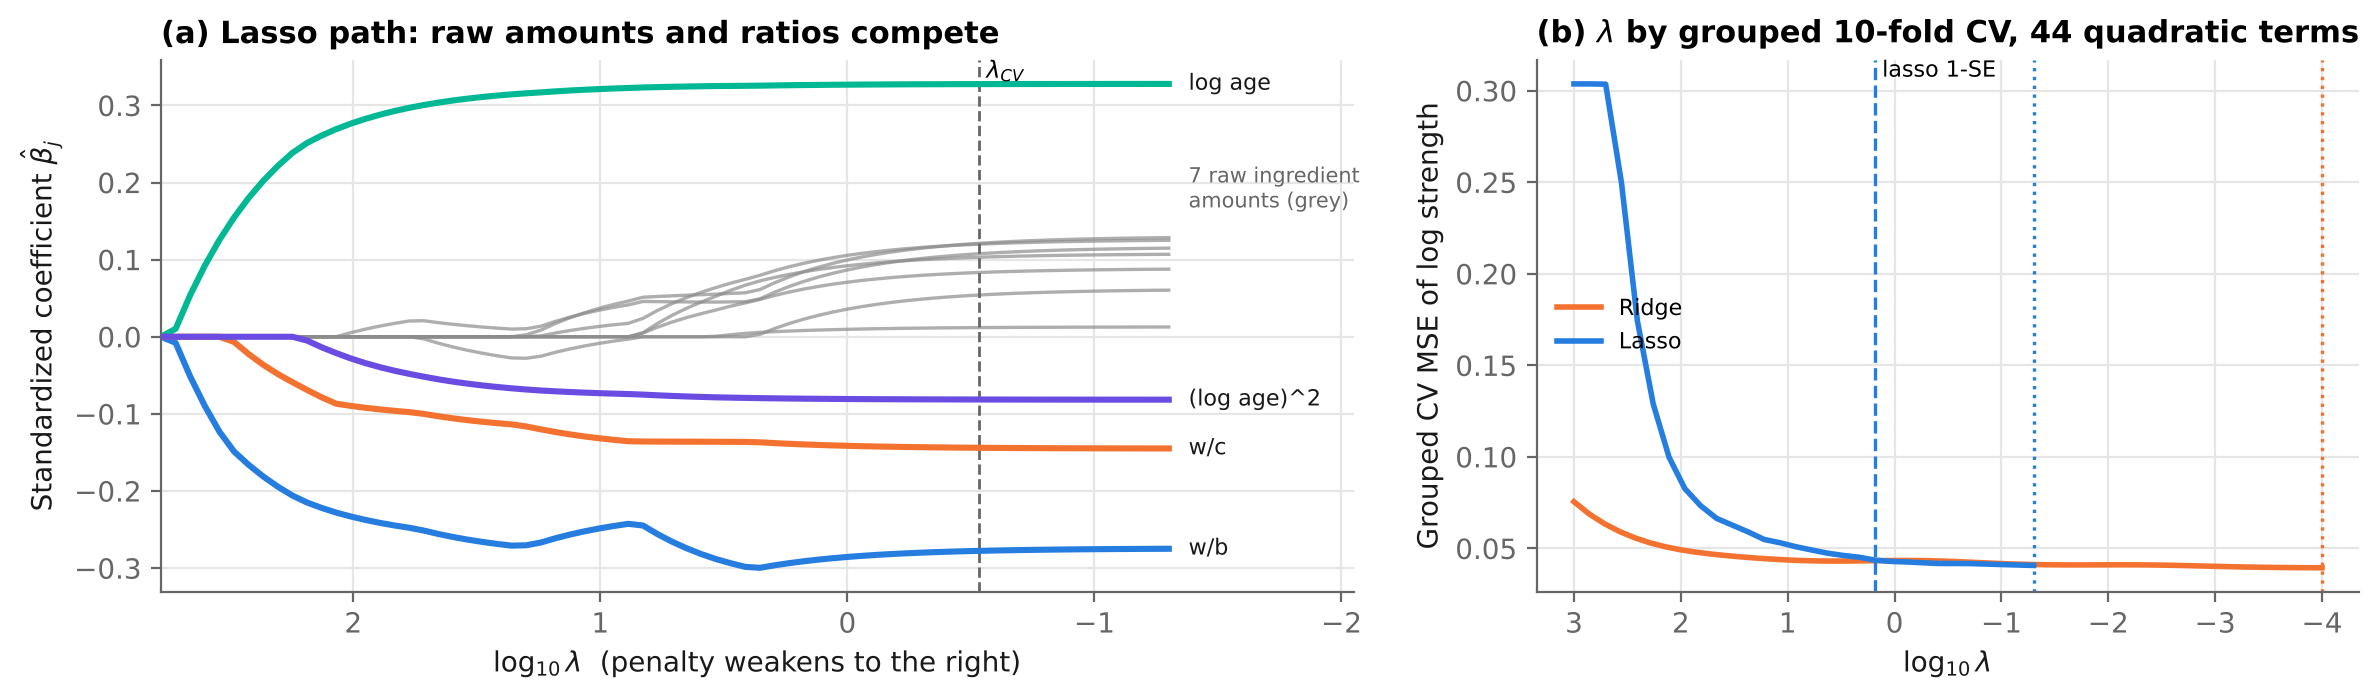 (a) Lasso path: raw amounts and ratios compete
Standardized coefficient β̂j
0.3
0.2
0.1
0.0
−0.1
−0.2
−0.3
λCV
log age
7 raw ingredient
amounts (grey)
(log age)^2
w/c
w/b
2 1 0 −1 −2
log10 λ (penalty weakens to the right)
(b) λ by grouped 10-fold CV, 44 quadratic terms
Grouped CV MSE of log strength
0.30
0.25
0.20
0.15
0.10
0.05
lasso 1-SE
Ridge
Lasso
3 2 1 0 −1 −2 −3 −4
log10 λ